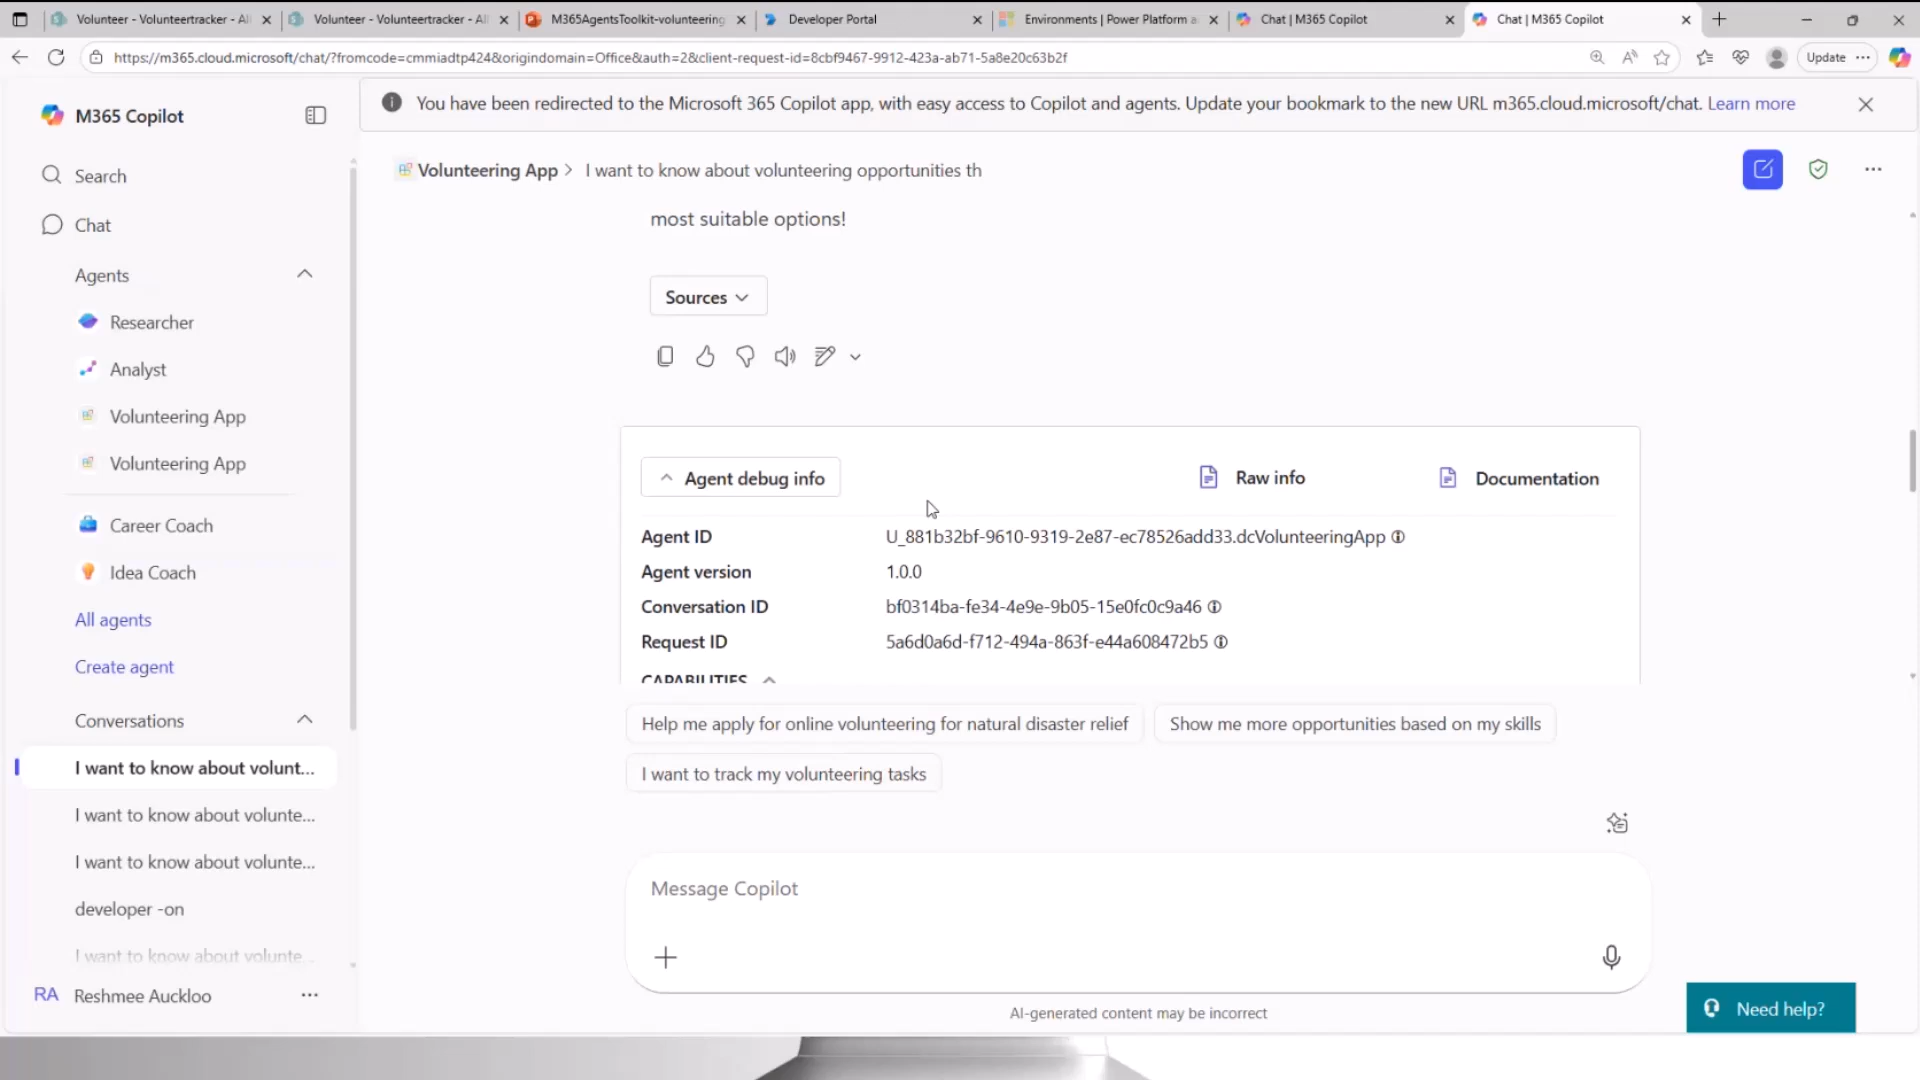 Volunteer - Volunteertracker - Al
Volunteer - Volunteertracker - Al
M365AgentsToolkit-volunteering
Developer Portal
Environments | Power Platform a
Chat | M365 Copilot
Chat | M365 Copilot
https://m365.cloud.microsoft/chat/?fromcode=cmmiadtp424&origindomain=Office&auth=2&client-request-id=8cbf9467-9912-423a-ab71-5a8e20c63b2f
Update
M365 Copilot
You have been redirected to the Microsoft 365 Copilot app, with easy access to Copilot and agents. Update your bookmark to the new URL m365.cloud.microsoft/chat. Learn more
Search
Chat
Agents
Researcher
Analyst
Volunteering App
Volunteering App
Career Coach
Idea Coach
All agents
Create agent
Conversations
I want to know about volunt...
I want to know about volunte...
I want to know about volunte...
developer -on
I want to know about volunte...
RA Reshmee Auckloo ...
Volunteering App > I want to know about volunteering opportunities th
most suitable options!
Sources
Agent debug info
Raw info
Documentation
Agent ID U_881b32bf-9610-9319-2e87-ec78526add33.dcVolunteeringApp
Agent version 1.0.0
Conversation ID bf0314ba-fe34-4e9e-9b05-15e0fc0c9a46
Request ID 5a6d0a6d-f712-494a-863f-e44a608472b5
CAPABILITIES
Help me apply for online volunteering for natural disaster relief
Show me more opportunities based on my skills
I want to track my volunteering tasks
Message Copilot
AI-generated content may be incorrect
Need help?